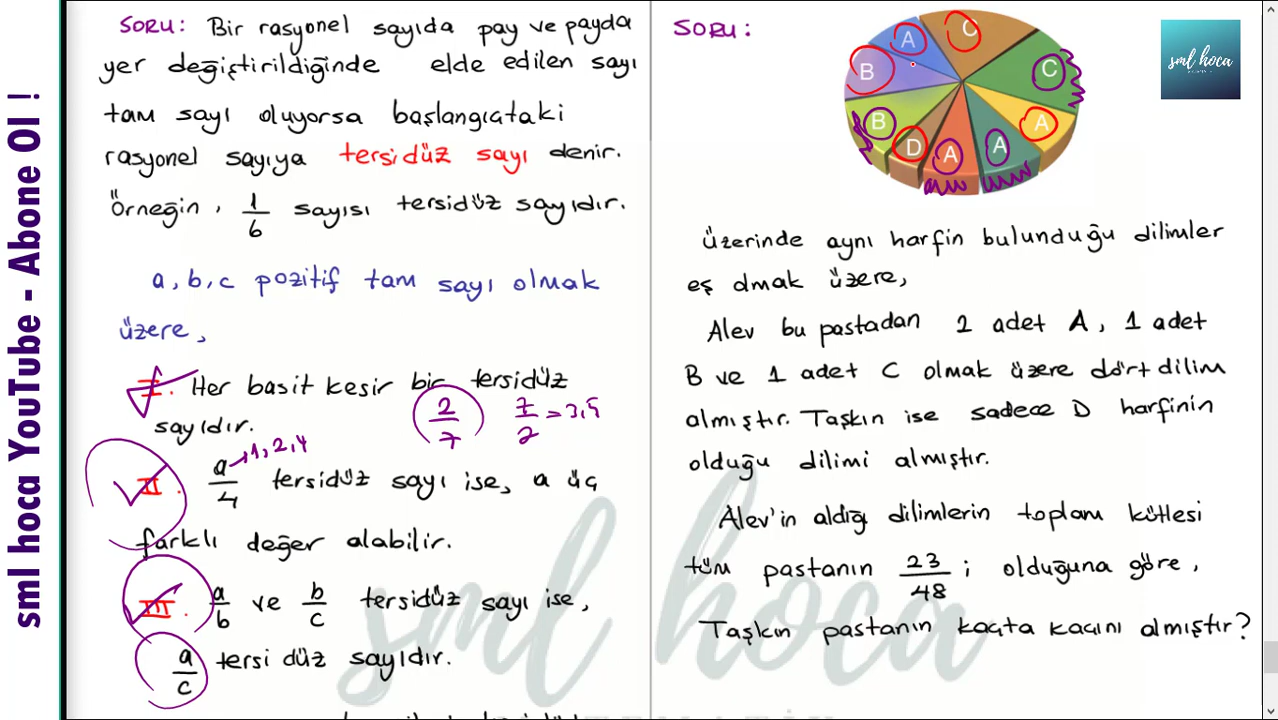 sml hoca YouTube - Abone Ol !
SORU: Bir rasyonel sayıda pay ve payda
yer değiştirildiğinde elde edilen sayı
tam sayı oluyorsa başlangıçtaki
rasyonel sayıya tersidüz sayı denir.
Örneğin, 1/6 sayısı tersidüz sayıdır.
a, b, c pozitif tam sayı olmak
üzere,
I. Her basit kesir bir tersidüz
sayıdır.
2/7 7/2 = 3,5
a/4 → 1, 2, 4
II. tersidüz sayı ise, a üç
farklı değer alabilir.
III. a/b ve b/c tersidüz sayı ise,
a/c tersi düz sayıdır.
SORU:
A C C A A A D B B
sml hoca
üzerinde aynı harfin bulunduğu dilimler
eş olmak üzere,
Alev bu pastadan 2 adet A, 1 adet
B ve 1 adet C olmak üzere dört dilim
almıştır. Taşkın ise sadece D harfinin
olduğu dilimi almıştır.
Alev'in aldığı dilimlerin toplam kütlesi
tüm pastanın 23/48 i olduğuna göre,
Taşkın pastanın kaçta kaçını almıştır?
sml hoca